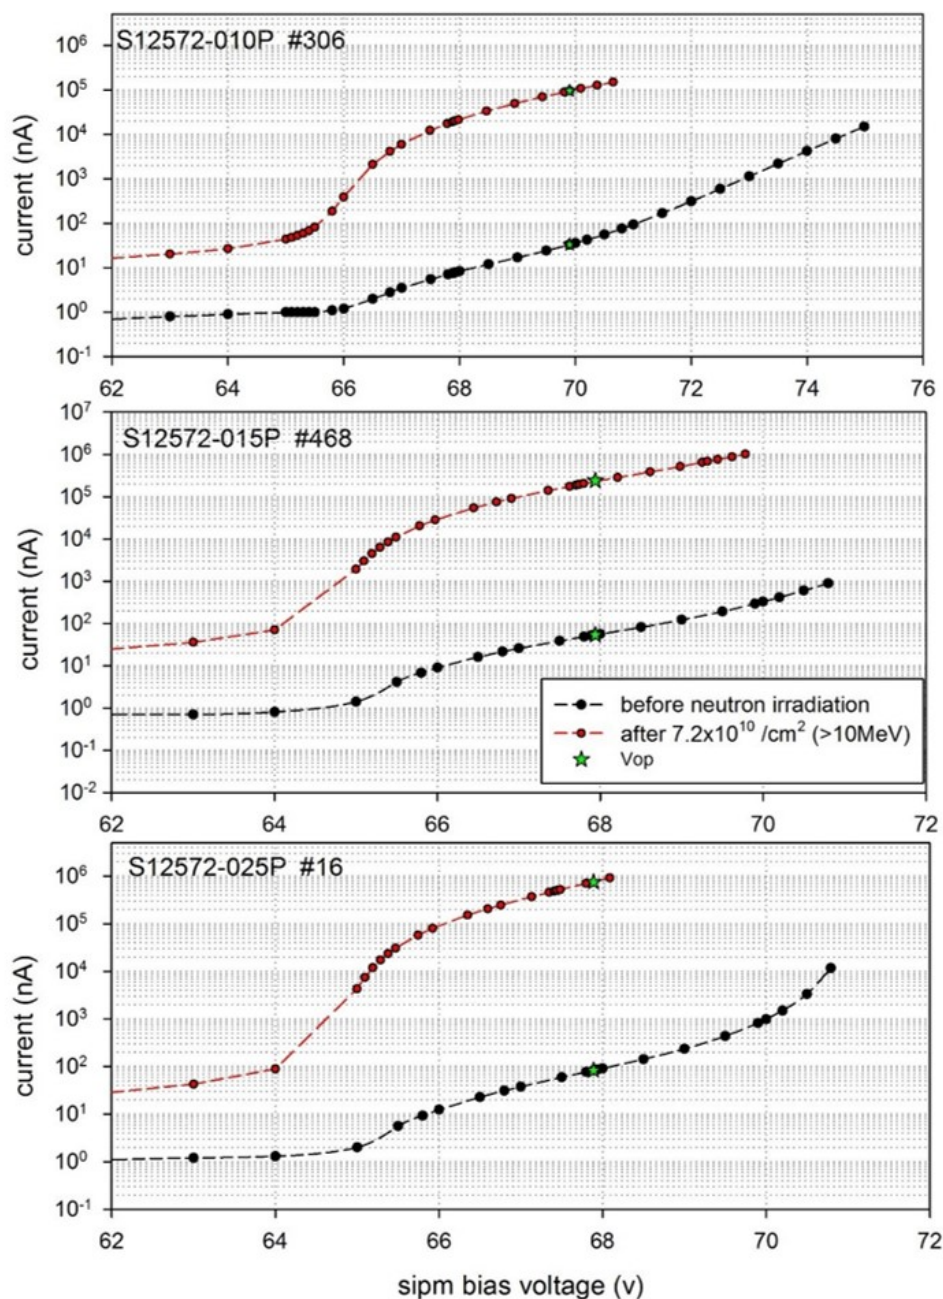 S12572-010P #306
10⁶
10⁵
10⁴
10³
10²
10¹
10⁰
10⁻¹
current (nA)
62 64 66 68 70 72 74 76
S12572-015P #468
10⁷
10⁶
10⁵
10⁴
10³
10²
10¹
10⁰
10⁻¹
10⁻²
current (nA)
before neutron irradiation
after 7.2x10¹⁰ /cm² (>10MeV)
Vop
62 64 66 68 70 72
S12572-025P #16
10⁶
10⁵
10⁴
10³
10²
10¹
10⁰
10⁻¹
current (nA)
62 64 66 68 70 72
sipm bias voltage (v)